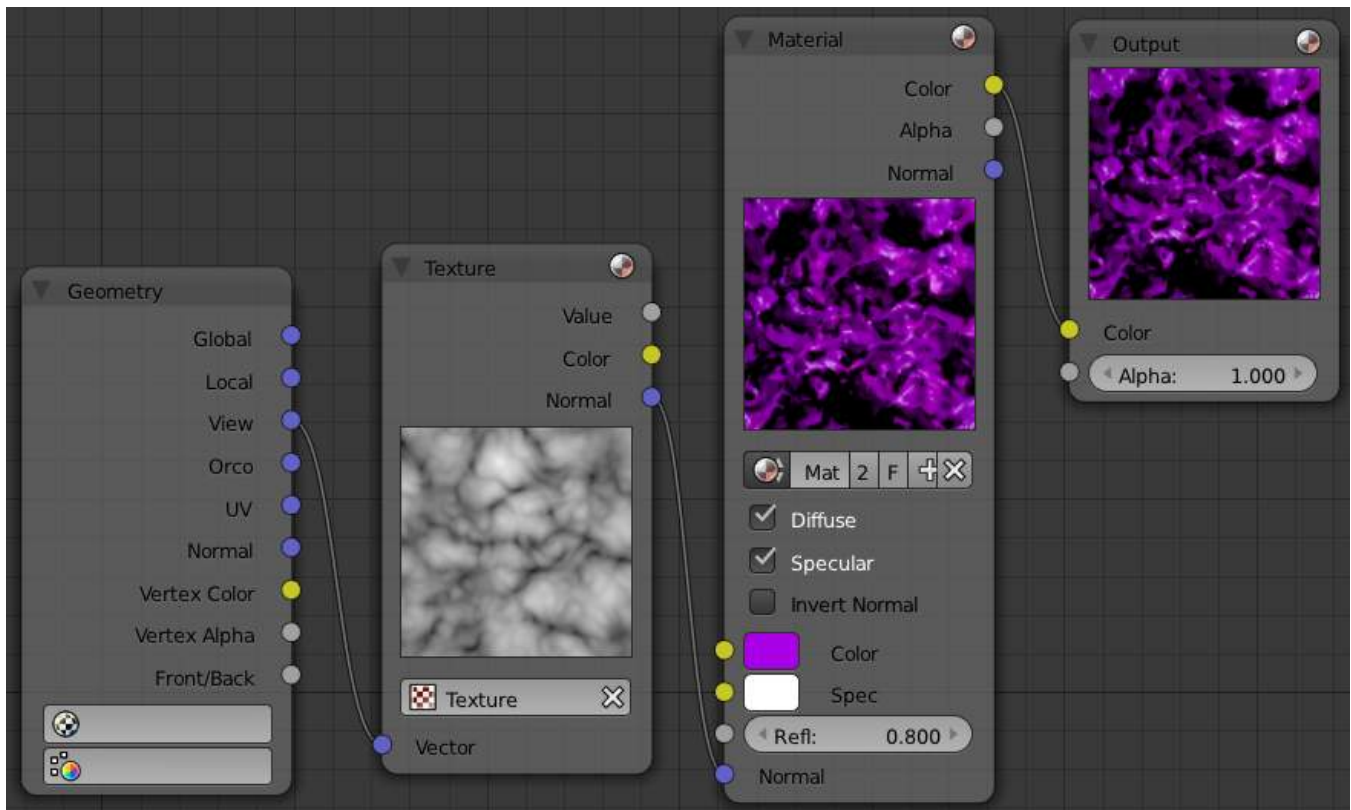 Geometry
Global
Local
View
Orco
UV
Normal
Vertex Color
Vertex Alpha
Front/Back
Texture
Value
Color
Normal
Texture
Vector
Material
Color
Alpha
Normal
Mat 2 F
Diffuse
Specular
Invert Normal
Color
Spec
Refl: 0.800
Normal
Output
Color
Alpha: 1.000